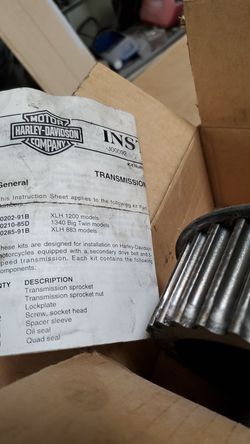 MOTOR
HARLEY-DAVIDSON
COMPANY
INS
General
TRANSMISSION
This Instruction Sheet applies to the following
0202-91B XLH 1200 models
0210-85D 1340 Big Twin models
0285-91B XLH 883 models
These kits are designed for installation on Harley-Davidson
motorcycles equipped with a secondary drive belt and 5
speed transmission. Each kit contains the following
components:
QTY DESCRIPTION
Transmission sprocket
Transmission sprocket nut
Lockplate
Screw, socket head
Spacer sleeve
Oil seal
Quad seal